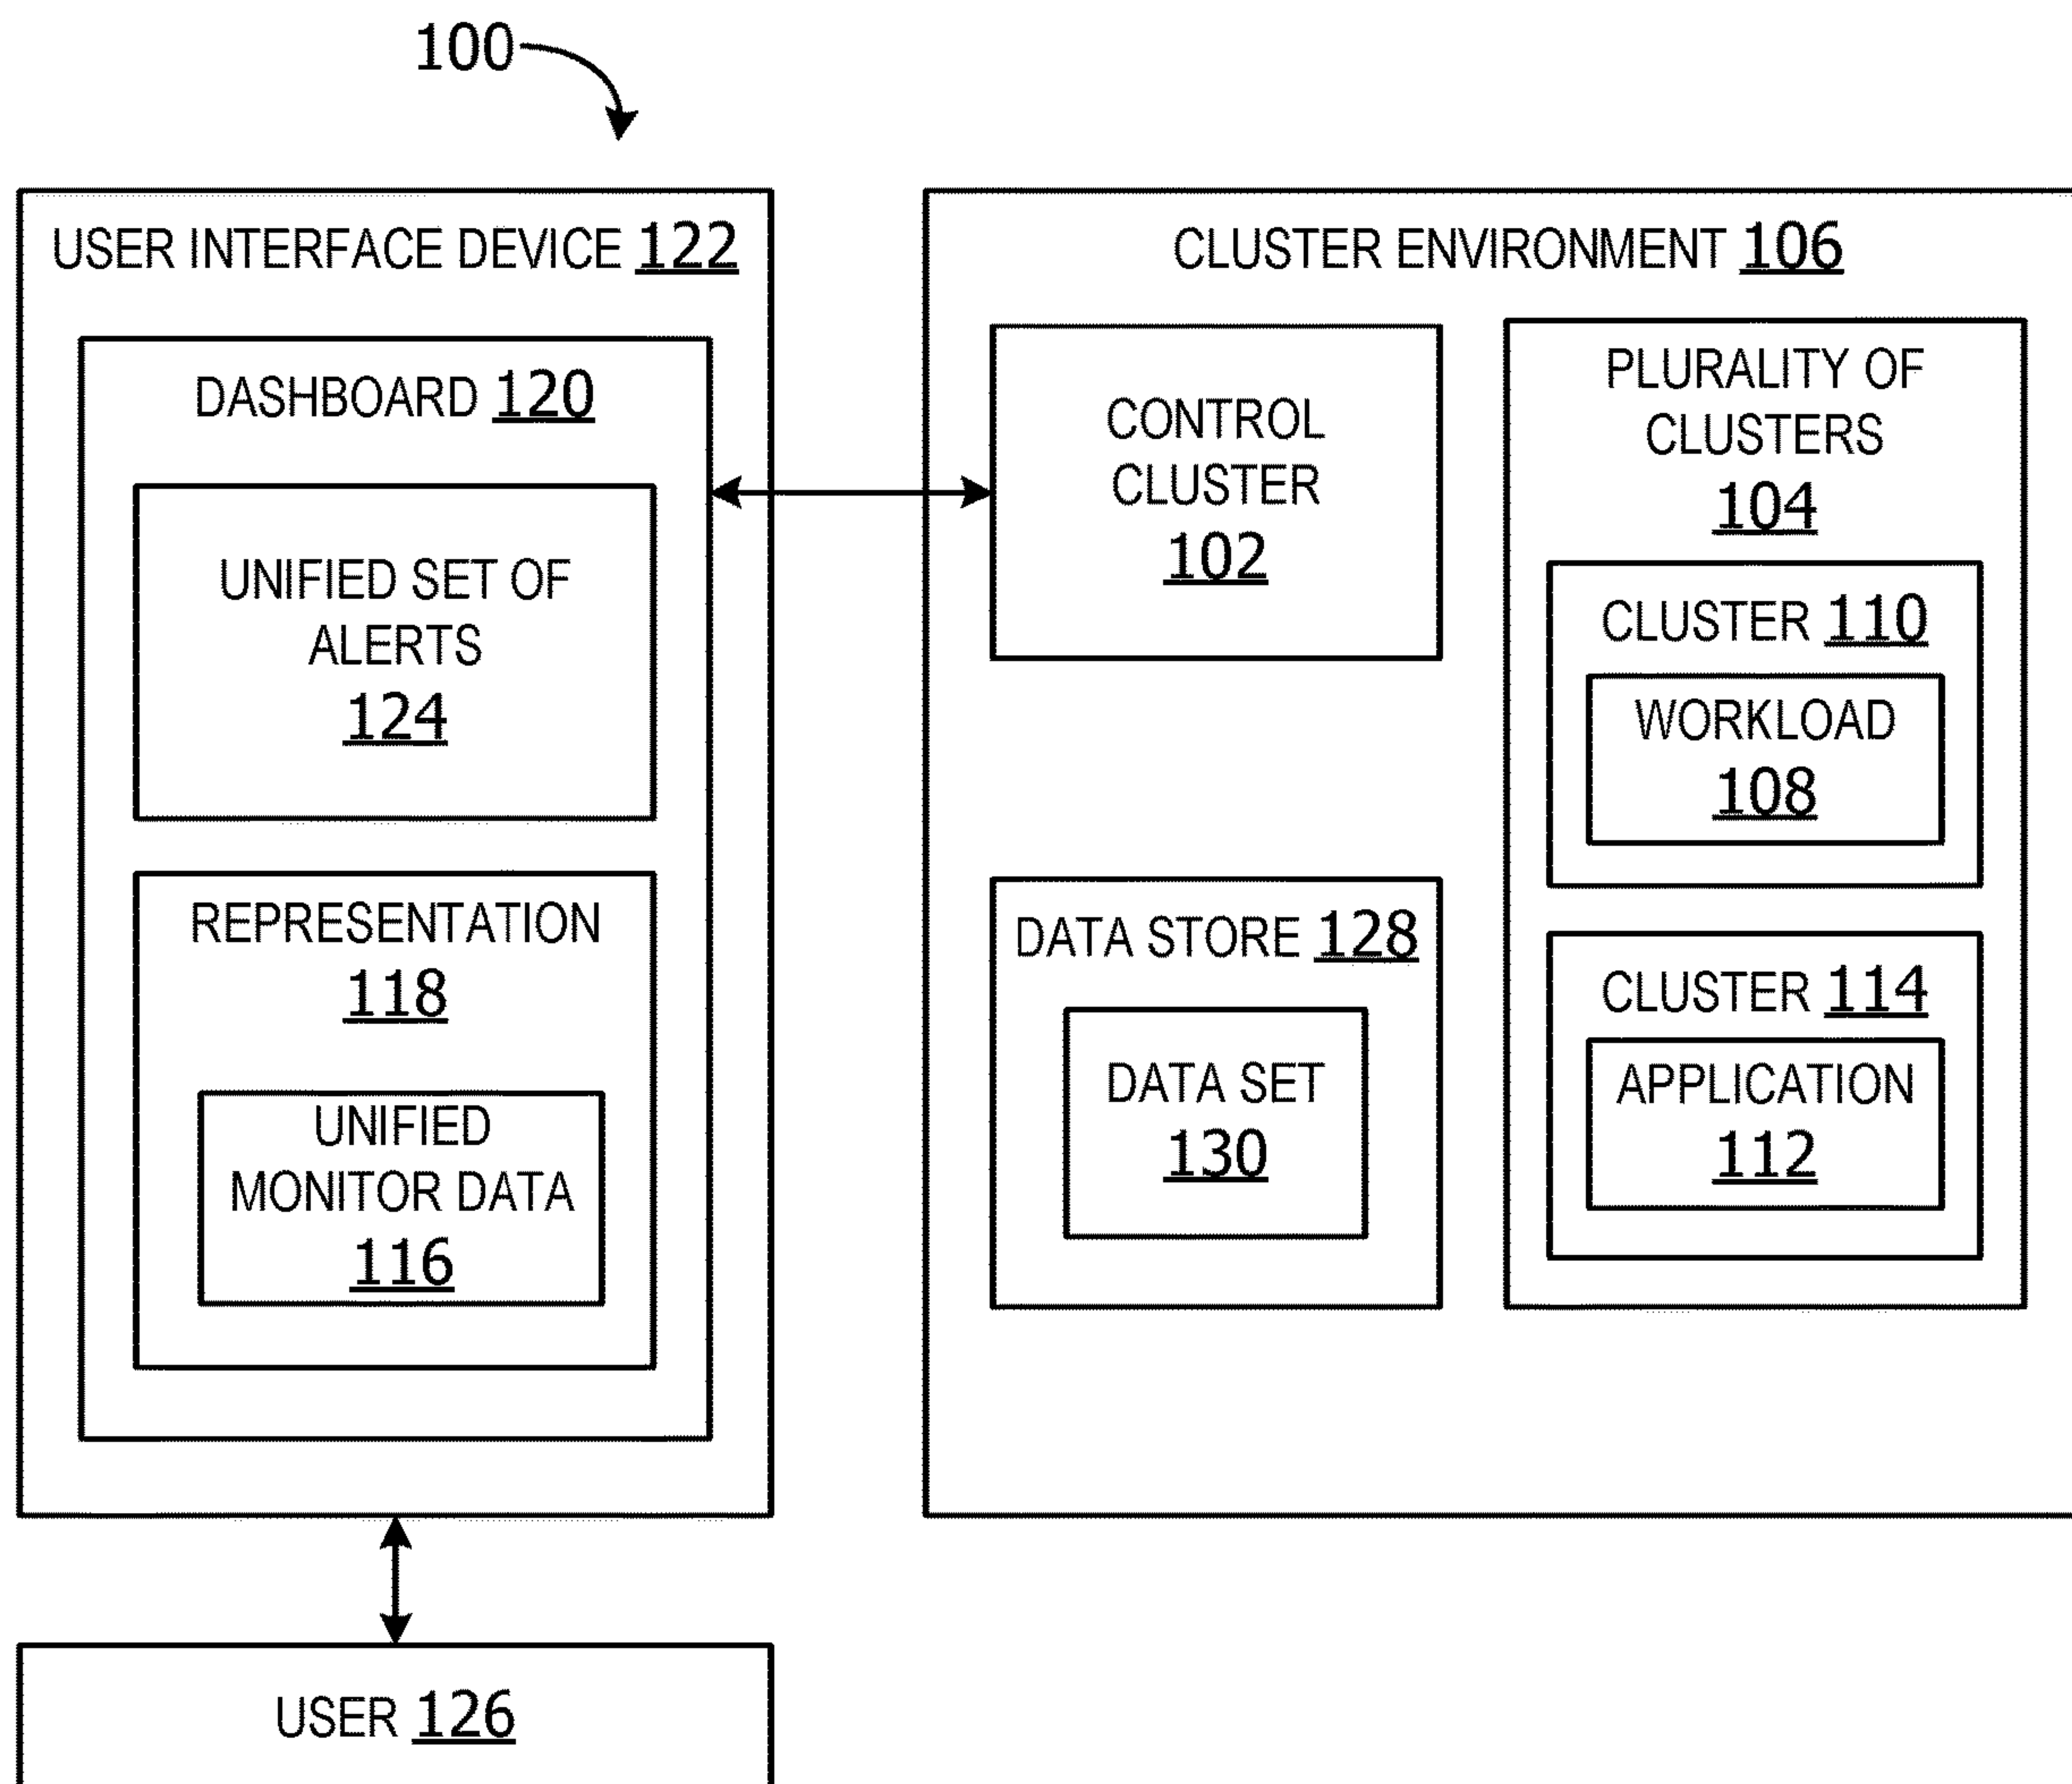 100
USER INTERFACE DEVICE 122
DASHBOARD 120
UNIFIED SET OF
ALERTS
124
REPRESENTATION
118
UNIFIED
MONITOR DATA
116
USER 126
CLUSTER ENVIRONMENT 106
CONTROL
CLUSTER
102
DATA STORE 128
DATA SET
130
PLURALITY OF
CLUSTERS
104
CLUSTER 110
WORKLOAD
108
CLUSTER 114
APPLICATION
112